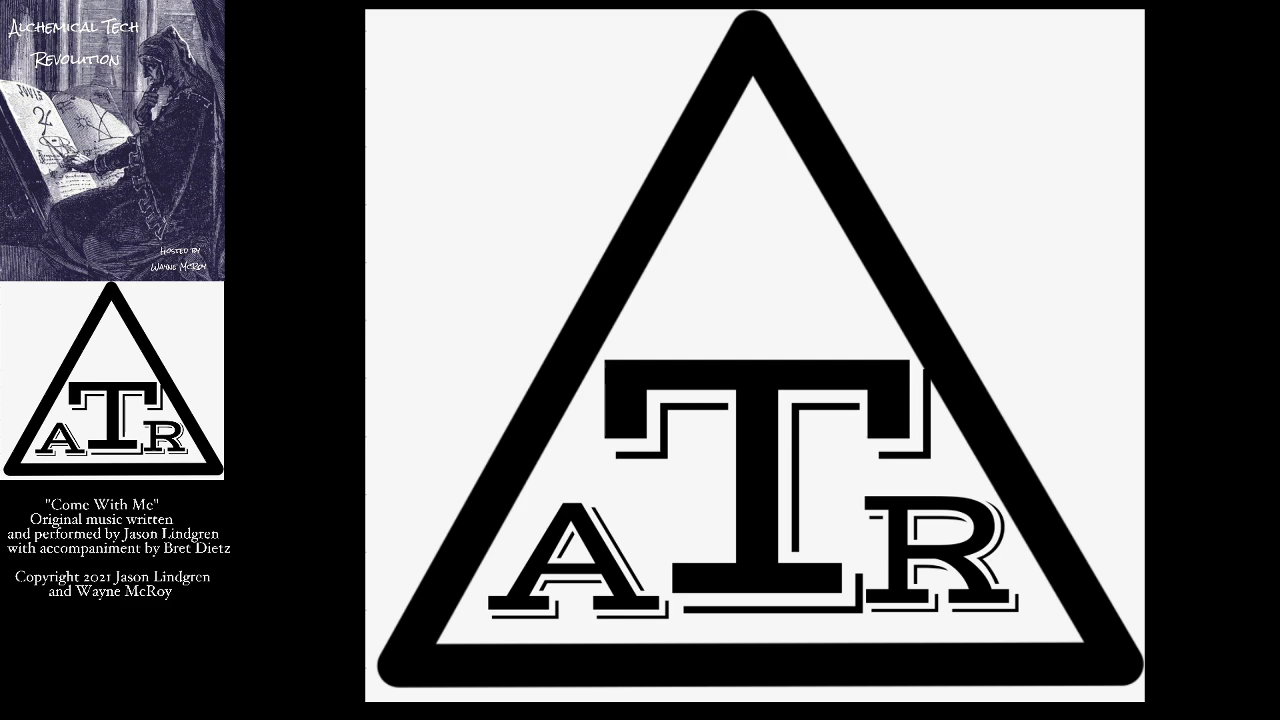 Alchemical Tech
Revolution
Hosted by
Wayne McRoy
ATR
"Come With Me"
Original music written
and performed by Jason Lindgren
with accompaniment by Bret Dietz
Copyright 2021 Jason Lindgren
and Wayne McRoy
ATR